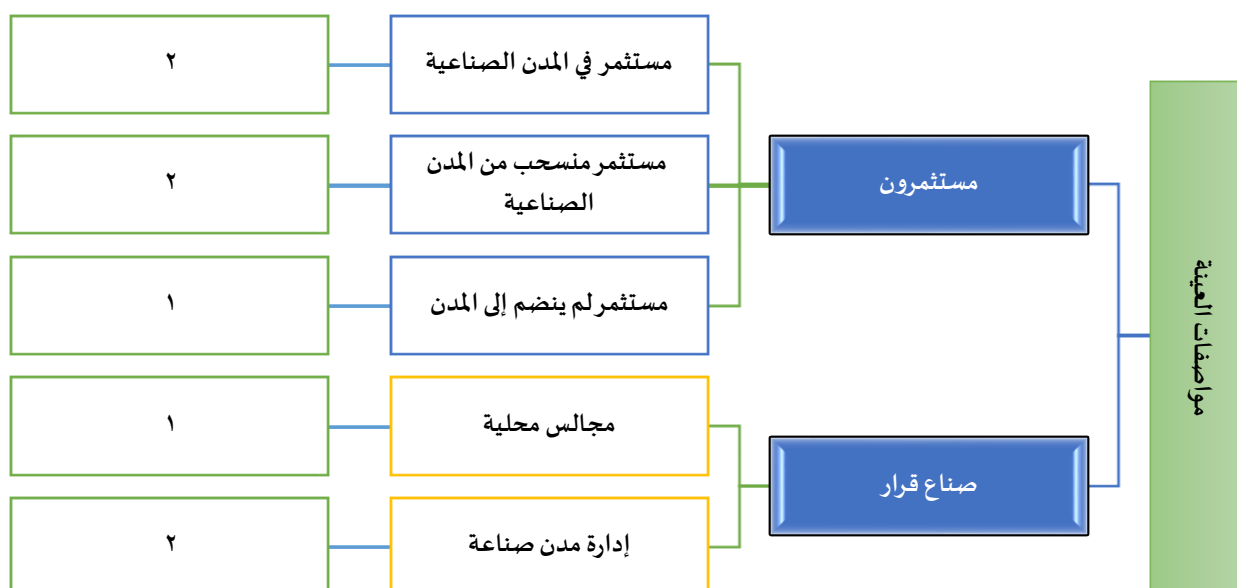 مواصفات العينة
مستثمرون
مستثمر في المدن الصناعية
٢
مستثمر منسحب من المدن
الصناعية
٢
مستثمر لم ينضم إلى المدن
١
صناع قرار
مجالس محلية
١
إدارة مدن صناعة
٢